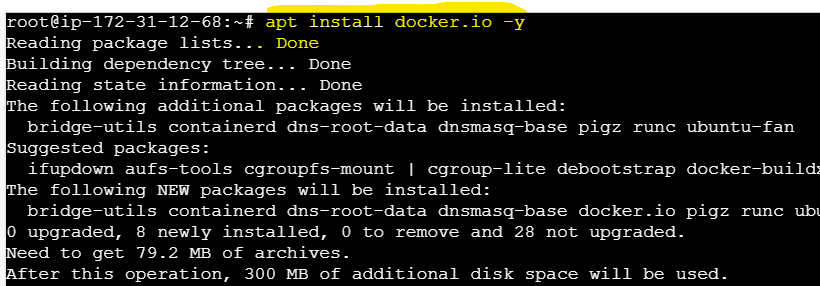 root@ip-172-31-12-68:~# apt install docker.io -y
Reading package lists... Done
Building dependency tree... Done
Reading state information... Done
The following additional packages will be installed:
  bridge-utils containerd dns-root-data dnsmasq-base pigz runc ubuntu-fan
Suggested packages:
  ifupdown aufs-tools cgroupfs-mount | cgroup-lite debootstrap docker-buildx
The following NEW packages will be installed:
  bridge-utils containerd dns-root-data dnsmasq-base docker.io pigz runc ubu
0 upgraded, 8 newly installed, 0 to remove and 28 not upgraded.
Need to get 79.2 MB of archives.
After this operation, 300 MB of additional disk space will be used.